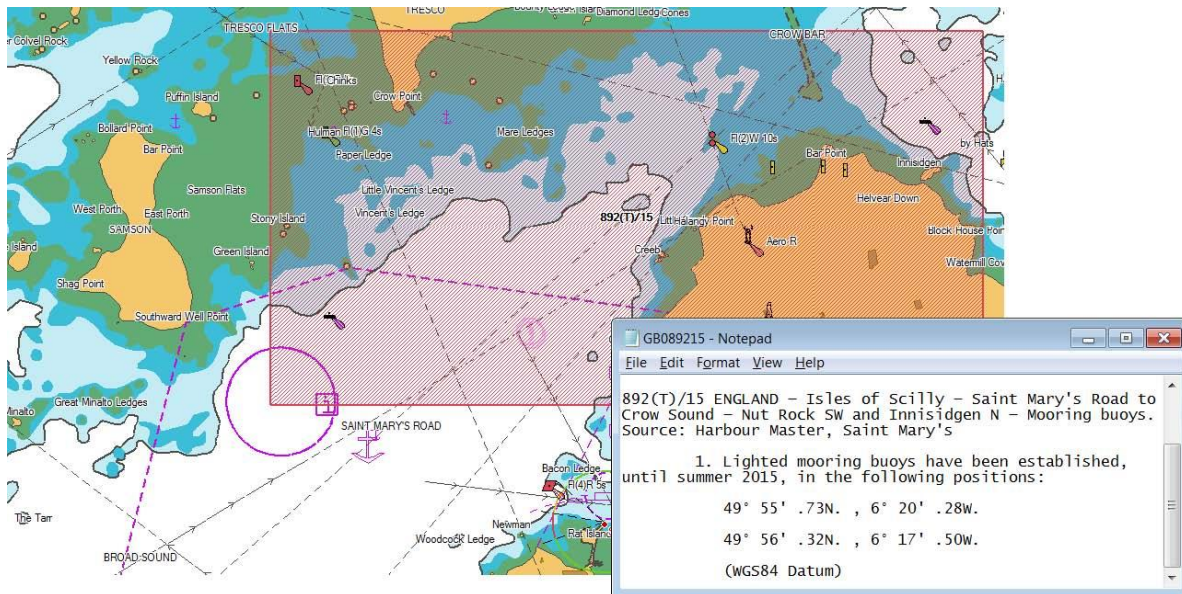 TRESCO
Diamond Ledg
Cones
TRESCO FLATS
CROW BAR
Colvel Rock
Yellow Rock
Fl(
Chinks
Puffin Island
Crow Point
Bollard Point
Hulman
Fl(1)G 4s
Mare Ledges
Fl(2)W 10s
by Hats
Bar Point
Paper Ledge
Bar Point
Innisidgen
Samson Flats
Little Vincent's Ledge
Helvear Down
West Porth
East Porth
Stony Island
Vincent's Ledge
892(T)/15
Halangy Point
SAMSON
Block House Poin
Aero R
Island
Green Island
Creeb
Watermill Cov
Shag Point
Southward Well Point
GB089215 - Notepad
File Edit Format View Help
892(T)/15 ENGLAND - Isles of Scilly - Saint Mary's Road to
Crow Sound - Nut Rock SW and Innisidgen N - Mooring buoys.
Source: Harbour Master, Saint Mary's
1. Lighted mooring buoys have been established,
until summer 2015, in the following positions:
49° 55' .73N. , 6° 20' .28W.
49° 56' .32N. , 6° 17' .50W.
(WGS84 Datum)
Minalto
Great Minalto Ledges
SAINT MARY'S ROAD
Bacon Ledge
Fl(4)R 5s
The Tarr
Newman
Rat Island
Woodcock Ledge
BROAD SOUND